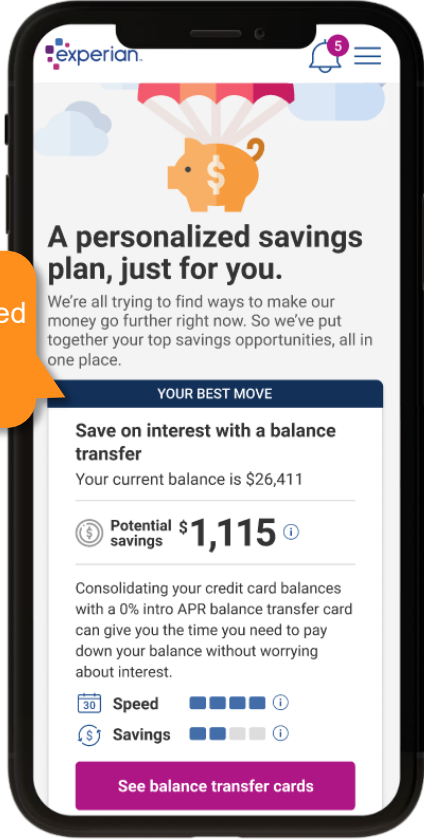 experian.
5
$
A personalized savings
plan, just for you.
We're all trying to find ways to make our
money go further right now. So we've put
together your top savings opportunities, all in
one place.
ed
YOUR BEST MOVE
Save on interest with a balance
transfer
Your current balance is $26,411
$ Potential savings $1,115 i
Consolidating your credit card balances
with a 0% intro APR balance transfer card
can give you the time you need to pay
down your balance without worrying
about interest.
30 Speed i
$ Savings i
See balance transfer cards